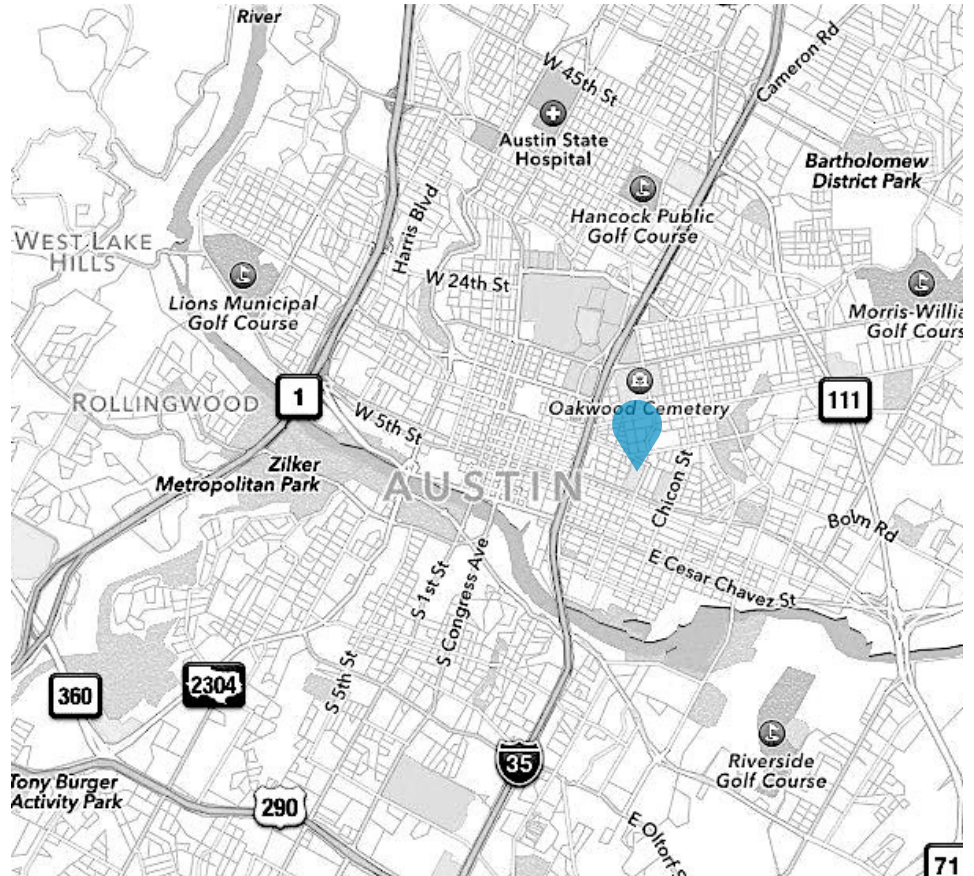 River
W 45th St
Cameron Rd
Austin State
Hospital
Bartholomew
District Park
Harris Blvd
Hancock Public
Golf Course
WEST LAKE
HILLS
W 24th St
Lions Municipal
Golf Course
Morris-Willia
Golf Cours
1
ROLLINGWOOD
Oakwood Cemetery
111
W 5th St
Zilker
Metropolitan Park
AUSTIN
Chicon St
Bolm Rd
E Cesar Chavez St
S 1st St
S Congress Ave
S 5th St
360
2304
35
Riverside
Golf Course
Tony Burger
Activity Park
290
E Oltorf S
71